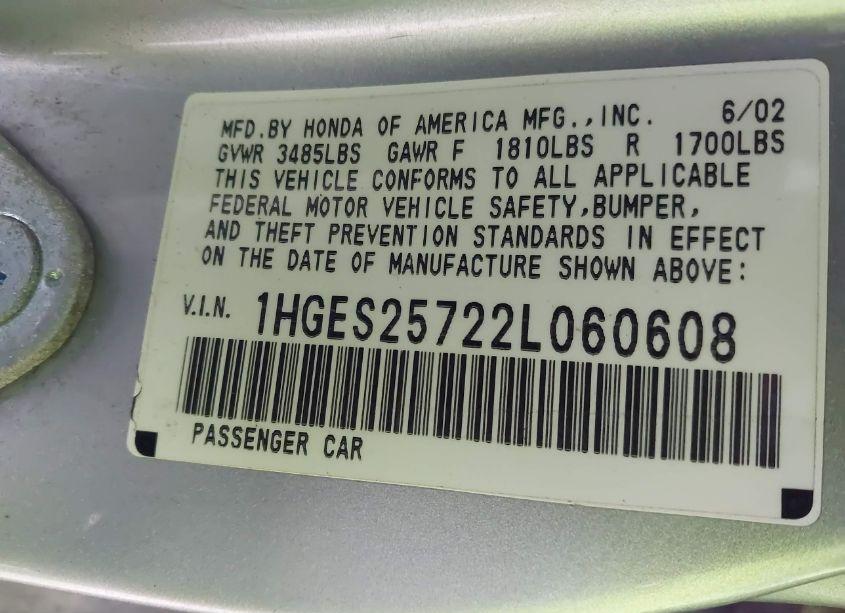 MFD.BY HONDA OF AMERICA MFG.,INC. 6/02
GVWR 3485LBS GAWR F 1810LBS R 1700LBS
THIS VEHICLE CONFORMS TO ALL APPLICABLE
FEDERAL MOTOR VEHICLE SAFETY,BUMPER,
AND THEFT PREVENTION STANDARDS IN EFFECT
ON THE DATE OF MANUFACTURE SHOWN ABOVE:
V.I.N. 1HGES25722L060608
PASSENGER CAR